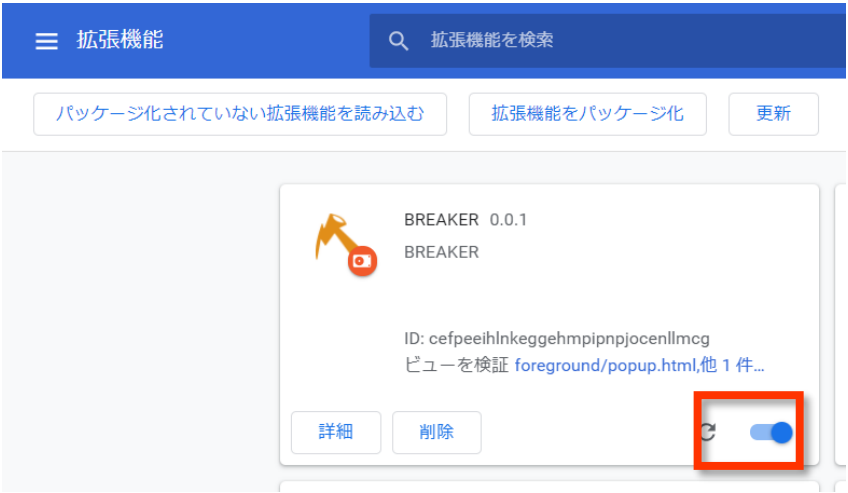 拡張機能
拡張機能を検索
パッケージ化されていない拡張機能を読み込む
拡張機能をパッケージ化
更新
BREAKER 0.0.1
BREAKER
ID: cefpeeihlnkeggehmpipnpjocenllmcg
ビューを検証 foreground/popup.html,他 1 件...
詳細
削除